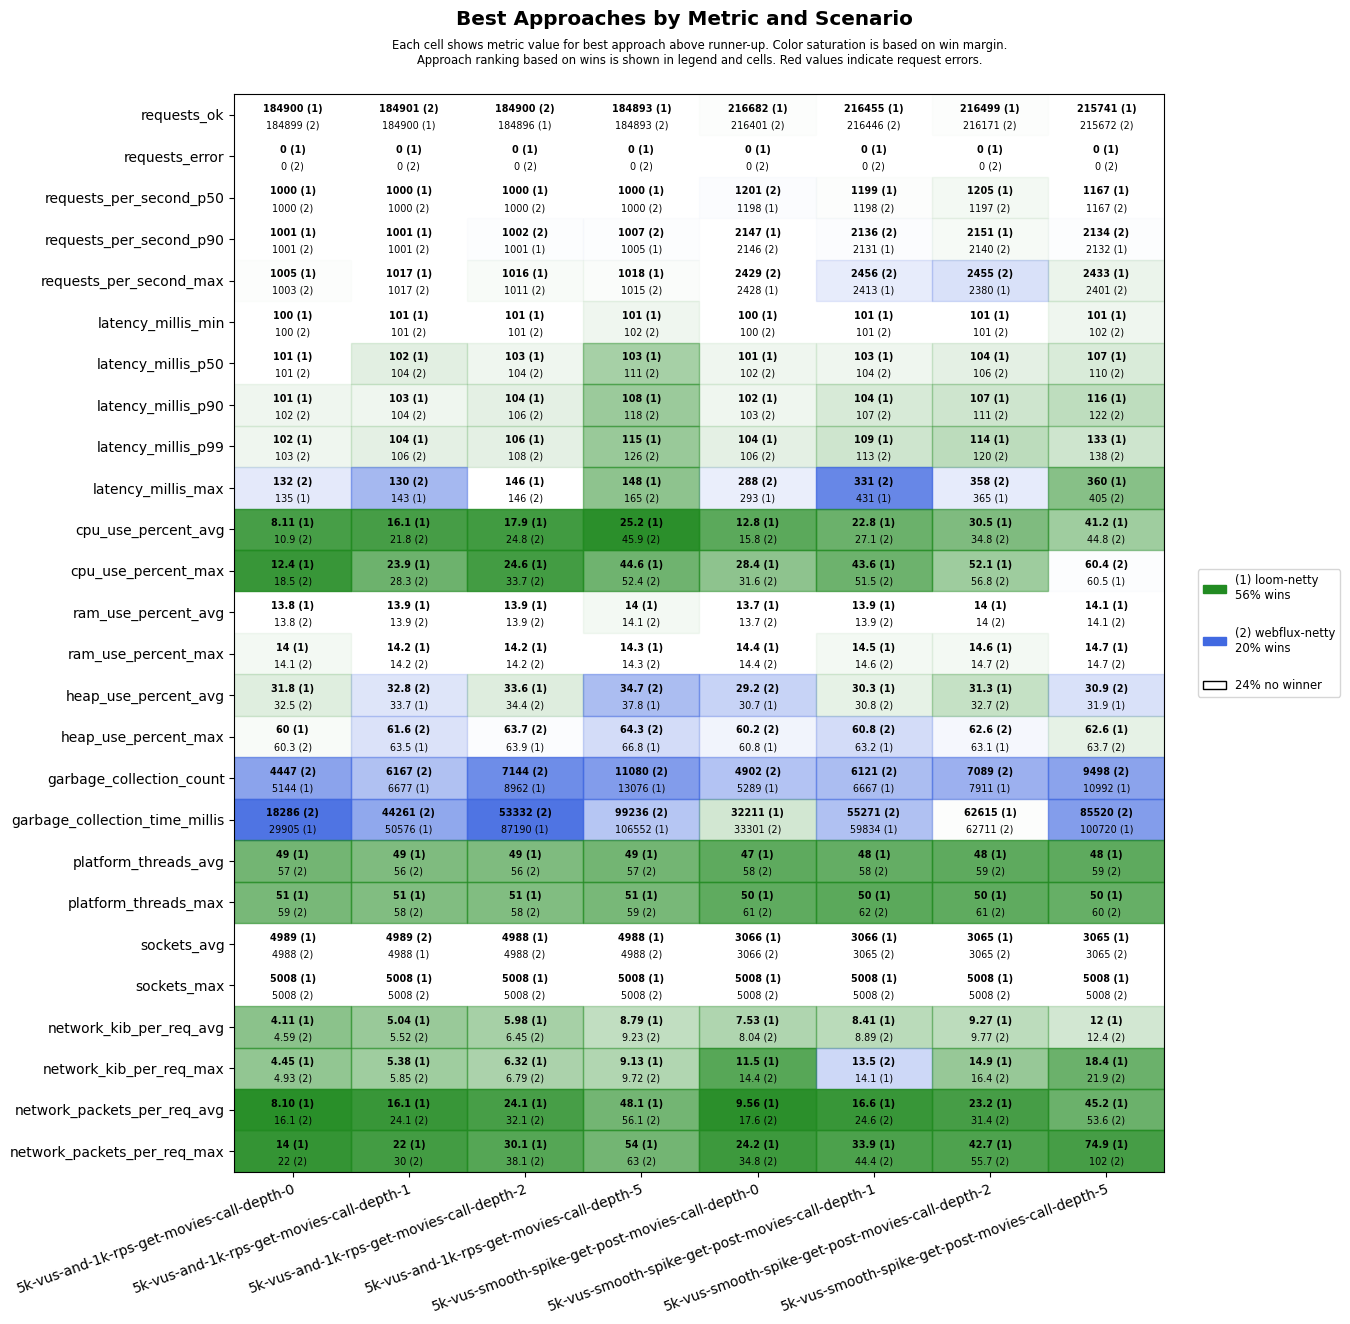 Best Approaches by Metric and Scenario
Each cell shows metric value for best approach above runner-up. Color saturation is based on win margin.
Approach ranking based on wins is shown in legend and cells. Red values indicate request errors.
requests_ok
184900 (1) 184901 (2) 184900 (2) 184893 (1) 216682 (1) 216455 (1) 216499 (1) 215741 (1)
184899 (2) 184900 (1) 184896 (1) 184893 (2) 216401 (2) 216446 (2) 216171 (2) 215672 (2)
requests_error
0 (1) 0 (1) 0 (1) 0 (1) 0 (1) 0 (1) 0 (1) 0 (1)
0 (2) 0 (2) 0 (2) 0 (2) 0 (2) 0 (2) 0 (2) 0 (2)
requests_per_second_p50
1000 (1) 1000 (1) 1000 (1) 1000 (1) 1201 (2) 1199 (1) 1205 (1) 1167 (1)
1000 (2) 1000 (2) 1000 (2) 1000 (2) 1198 (1) 1198 (2) 1197 (2) 1167 (2)
requests_per_second_p90
1001 (1) 1001 (1) 1002 (2) 1007 (2) 2147 (1) 2136 (2) 2151 (1) 2134 (2)
1001 (2) 1001 (2) 1001 (1) 1005 (1) 2146 (2) 2131 (1) 2140 (2) 2132 (1)
requests_per_second_max
1005 (1) 1017 (1) 1016 (1) 1018 (1) 2429 (2) 2456 (2) 2455 (2) 2433 (1)
1003 (2) 1017 (2) 1011 (2) 1015 (2) 2428 (1) 2413 (1) 2380 (1) 2401 (2)
latency_millis_min
100 (1) 101 (1) 101 (1) 101 (1) 100 (1) 101 (1) 101 (1) 101 (1)
100 (2) 101 (2) 101 (2) 102 (2) 100 (2) 101 (2) 101 (2) 102 (2)
latency_millis_p50
101 (1) 102 (1) 103 (1) 103 (1) 101 (1) 103 (1) 104 (1) 107 (1)
101 (2) 104 (2) 104 (2) 111 (2) 102 (2) 104 (2) 106 (2) 110 (2)
latency_millis_p90
101 (1) 103 (1) 104 (1) 108 (1) 102 (1) 104 (1) 107 (1) 116 (1)
102 (2) 104 (2) 106 (2) 118 (2) 103 (2) 107 (2) 111 (2) 122 (2)
latency_millis_p99
102 (1) 104 (1) 106 (1) 115 (1) 104 (1) 109 (1) 114 (1) 133 (1)
103 (2) 106 (2) 108 (2) 126 (2) 106 (2) 113 (2) 120 (2) 138 (2)
latency_millis_max
132 (2) 130 (2) 146 (1) 148 (1) 288 (2) 331 (2) 358 (2) 360 (1)
135 (1) 143 (1) 146 (2) 165 (2) 293 (1) 431 (1) 365 (1) 405 (2)
cpu_use_percent_avg
8.11 (1) 16.1 (1) 17.9 (1) 25.2 (1) 12.8 (1) 22.8 (1) 30.5 (1) 41.2 (1)
10.9 (2) 21.8 (2) 24.8 (2) 45.9 (2) 15.8 (2) 27.1 (2) 34.8 (2) 44.8 (2)
cpu_use_percent_max
12.4 (1) 23.9 (1) 24.6 (1) 44.6 (1) 28.4 (1) 43.6 (1) 52.1 (1) 60.4 (2)
18.5 (2) 28.3 (2) 33.7 (2) 52.4 (2) 31.6 (2) 51.5 (2) 56.8 (2) 60.5 (1)
ram_use_percent_avg
13.8 (1) 13.9 (1) 13.9 (1) 14 (1) 13.7 (1) 13.9 (1) 14 (1) 14.1 (1)
13.8 (2) 13.9 (2) 13.9 (2) 14.1 (2) 13.7 (2) 13.9 (2) 14 (2) 14.1 (2)
ram_use_percent_max
14 (1) 14.2 (1) 14.2 (1) 14.3 (1) 14.4 (1) 14.5 (1) 14.6 (1) 14.7 (1)
14.1 (2) 14.2 (2) 14.2 (2) 14.3 (2) 14.4 (2) 14.6 (2) 14.7 (2) 14.7 (2)
heap_use_percent_avg
31.8 (1) 32.8 (2) 33.6 (1) 34.7 (2) 29.2 (2) 30.3 (1) 31.3 (1) 30.9 (2)
32.5 (2) 33.7 (1) 34.4 (2) 37.8 (1) 30.7 (1) 30.8 (2) 32.7 (2) 31.9 (1)
heap_use_percent_max
60 (1) 61.6 (2) 63.7 (2) 64.3 (2) 60.2 (2) 60.8 (2) 62.6 (2) 62.6 (1)
60.3 (2) 63.5 (1) 63.9 (1) 66.8 (1) 60.8 (1) 63.2 (1) 63.1 (1) 63.7 (2)
garbage_collection_count
4447 (2) 6167 (2) 7144 (2) 11080 (2) 4902 (2) 6121 (2) 7089 (2) 9498 (2)
5144 (1) 6677 (1) 8962 (1) 13076 (1) 5289 (1) 6667 (1) 7911 (1) 10992 (1)
garbage_collection_time_millis
18286 (2) 44261 (2) 53332 (2) 99236 (2) 32211 (1) 55271 (2) 62615 (1) 85520 (2)
29905 (1) 50576 (1) 87190 (1) 106552 (1) 33301 (2) 59834 (1) 62711 (2) 100720 (1)
platform_threads_avg
49 (1) 49 (1) 49 (1) 49 (1) 47 (1) 48 (1) 48 (1) 48 (1)
57 (2) 56 (2) 56 (2) 57 (2) 58 (2) 58 (2) 59 (2) 59 (2)
platform_threads_max
51 (1) 51 (1) 51 (1) 51 (1) 50 (1) 50 (1) 50 (1) 50 (1)
59 (2) 58 (2) 58 (2) 59 (2) 61 (2) 62 (2) 61 (2) 60 (2)
sockets_avg
4989 (1) 4989 (2) 4988 (1) 4988 (1) 3066 (1) 3066 (1) 3065 (1) 3065 (1)
4988 (2) 4988 (1) 4988 (2) 4988 (2) 3066 (2) 3065 (2) 3065 (2) 3065 (2)
sockets_max
5008 (1) 5008 (1) 5008 (1) 5008 (1) 5008 (1) 5008 (1) 5008 (1) 5008 (1)
5008 (2) 5008 (2) 5008 (2) 5008 (2) 5008 (2) 5008 (2) 5008 (2) 5008 (2)
network_kib_per_req_avg
4.11 (1) 5.04 (1) 5.98 (1) 8.79 (1) 7.53 (1) 8.41 (1) 9.27 (1) 12 (1)
4.59 (2) 5.52 (2) 6.45 (2) 9.23 (2) 8.04 (2) 8.89 (2) 9.77 (2) 12.4 (2)
network_kib_per_req_max
4.45 (1) 5.38 (1) 6.32 (1) 9.13 (1) 11.5 (1) 13.5 (2) 14.9 (1) 18.4 (1)
4.93 (2) 5.85 (2) 6.79 (2) 9.72 (2) 14.4 (2) 14.1 (1) 16.4 (2) 21.9 (2)
network_packets_per_req_avg
8.10 (1) 16.1 (1) 24.1 (1) 48.1 (1) 9.56 (1) 16.6 (1) 23.2 (1) 45.2 (1)
16.1 (2) 24.1 (2) 32.1 (2) 56.1 (2) 17.6 (2) 24.6 (2) 31.4 (2) 53.6 (2)
network_packets_per_req_max
14 (1) 22 (1) 30.1 (1) 54 (1) 24.2 (1) 33.9 (1) 42.7 (1) 74.9 (1)
22 (2) 30 (2) 38.1 (2) 63 (2) 34.8 (2) 44.4 (2) 55.7 (2) 102 (2)
5k-vus-and-1k-rps-get-movies-call-depth-0
5k-vus-and-1k-rps-get-movies-call-depth-1
5k-vus-and-1k-rps-get-movies-call-depth-2
5k-vus-and-1k-rps-get-movies-call-depth-5
5k-vus-smooth-spike-get-post-movies-call-depth-0
5k-vus-smooth-spike-get-post-movies-call-depth-1
5k-vus-smooth-spike-get-post-movies-call-depth-2
5k-vus-smooth-spike-get-post-movies-call-depth-5
(1) loom-netty
56% wins
(2) webflux-netty
20% wins
24% no winner